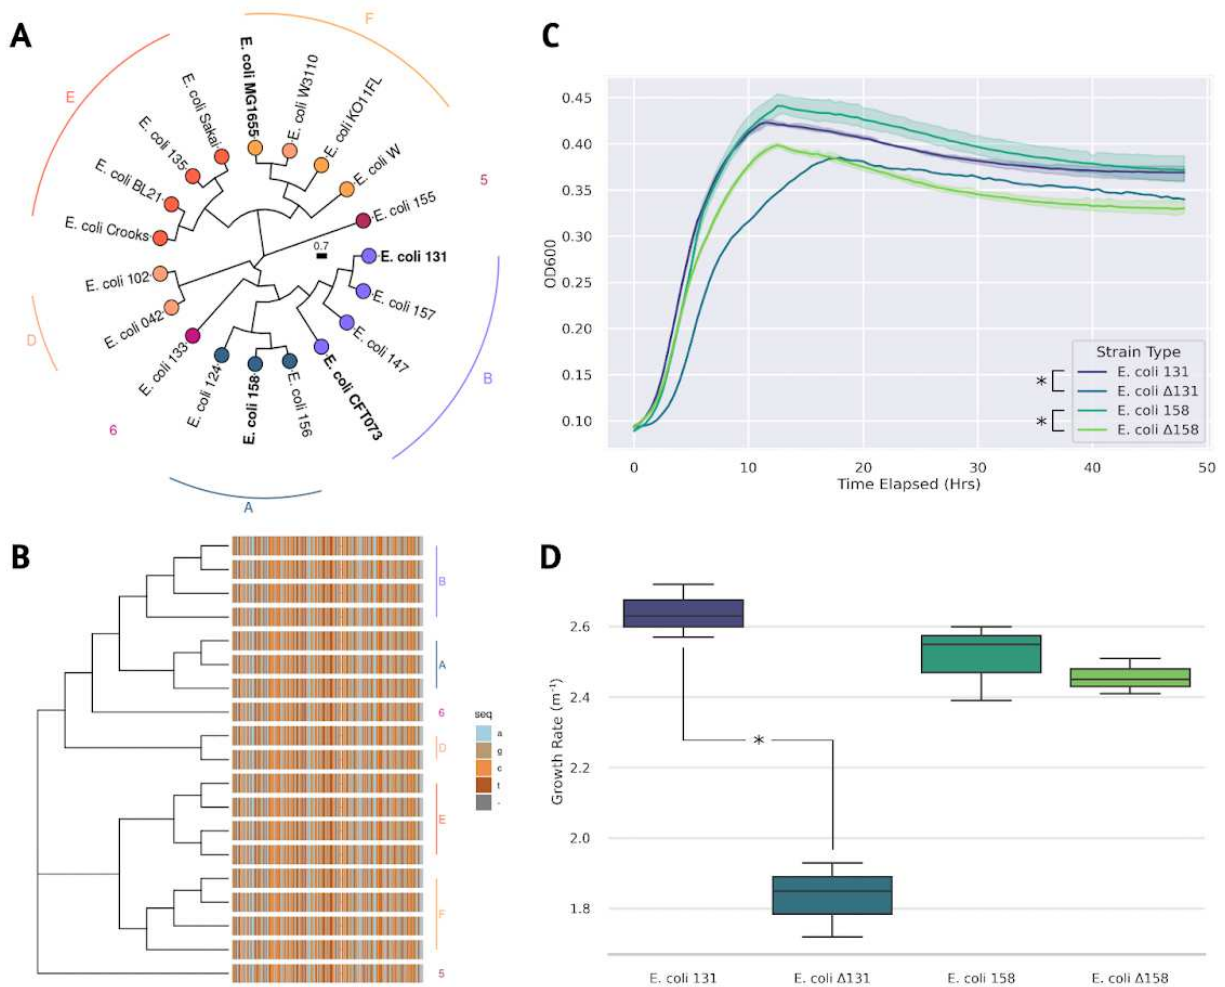 A
F
E
E. coli Sakai
E. coli MG1655
E. coli W3110
E. coli KO11FL
E. coli W
E. coli 135
E. coli BL21
E. coli Crooks
E. coli 155
5
0.7
E. coli 131
E. coli 102
E. coli 157
E. coli 042
E. coli 147
D
E. coli 133
E. coli 124
E. coli 158
E. coli 156
E. coli CFT073
B
6
A
C
0.45
0.40
0.35
0.30
0.25
0.20
0.15
0.10
OD600
0
10
20
30
40
50
Time Elapsed (Hrs)
Strain Type
* E. coli 131
E. coli Δ131
* E. coli 158
E. coli Δ158
B
B
A
6
D
E
F
5
seq
a
g
c
t
-
D
2.6
2.4
2.2
2.0
1.8
Growth Rate (m⁻¹)
*
E. coli 131
E. coli Δ131
E. coli 158
E. coli Δ158